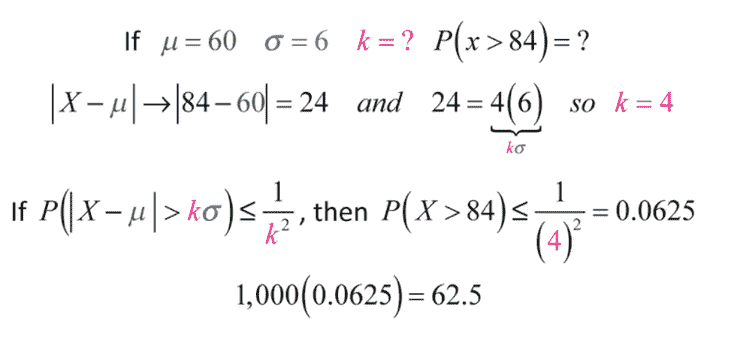 If μ = 60 σ = 6 k = ? P(x > 84) = ?
|X − μ| → |84 − 60| = 24 and 24 = 4(6) so k = 4
kσ
If P(|X − μ| > kσ) ≤ 1/k², then P(X > 84) ≤ 1/(4)² = 0.0625
1,000(0.0625) = 62.5